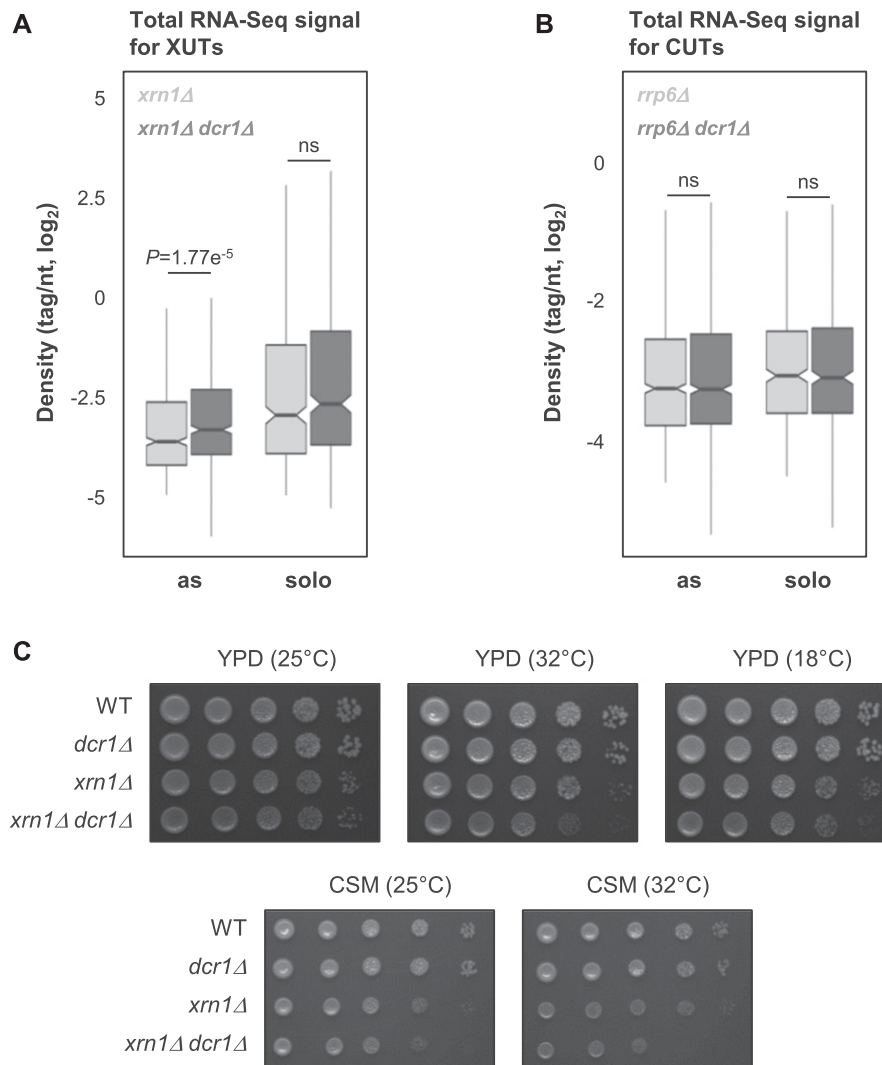 A
Total RNA-Seq signal
for XUTs
xrn1Δ
xrn1Δ dcr1Δ
Density (tag/nt, log₂)
5
2.5
0
-2.5
-5
P=1.77e⁻⁵
ns
as
solo
B
Total RNA-Seq signal
for CUTs
rrp6Δ
rrp6Δ dcr1Δ
Density (tag/nt, log₂)
0
-2
-4
ns
ns
as
solo
C
YPD (25°C)
YPD (32°C)
YPD (18°C)
WT
dcr1Δ
xrn1Δ
xrn1Δ dcr1Δ
CSM (25°C)
CSM (32°C)
WT
dcr1Δ
xrn1Δ
xrn1Δ dcr1Δ